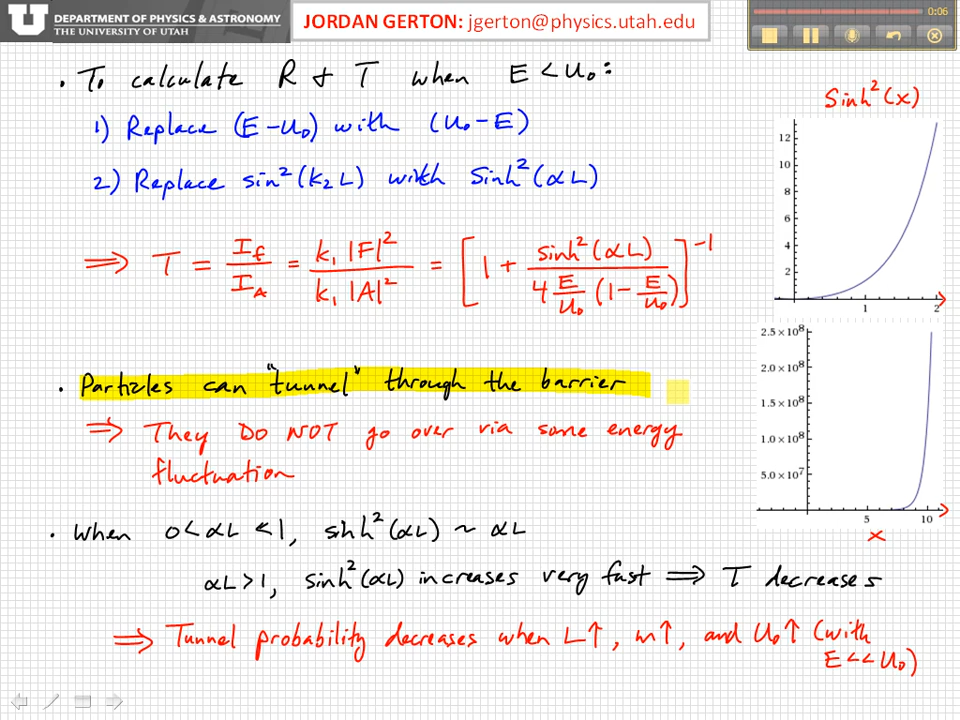 DEPARTMENT OF PHYSICS & ASTRONOMY
THE UNIVERSITY OF UTAH
JORDAN GERTON: jgerton@physics.utah.edu
0:06
• To calculate R & T when E < U₀:
1) Replace (E-U₀) with (U₀-E)
2) Replace sin²(k₂L) with Sinh²(αL)
⟹ T = I_F/I_A = k₁|F|²/k₁|A|² = [1 + sinh²(αL)/(4 E/U₀ (1 - E/U₀))]⁻¹
• Particles can "tunnel" through the barrier
⟹ They DO NOT go over via some energy
fluctuation
• When 0 < αL < 1, sinh²(αL) ~ αL
αL > 1, sinh²(αL) increases very fast ⟹ T decreases
⟹ Tunnel probability decreases when L↑, m↑, and U₀↑ (with
E << U₀)
Sinh²(x)
12
10
8
6
4
2
1 2
2.5 × 10⁸
2.0 × 10⁸
1.5 × 10⁸
1.0 × 10⁸
5.0 × 10⁷
5 10
x